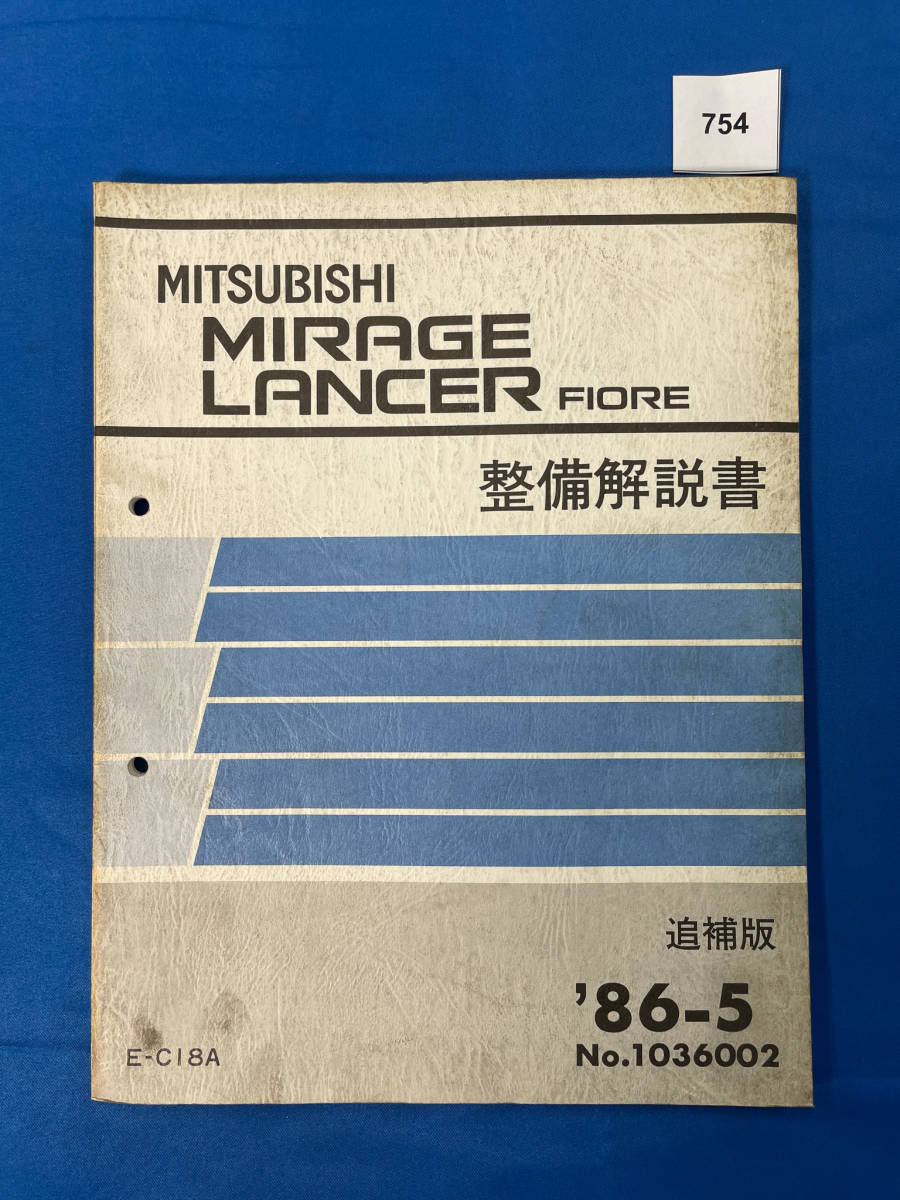 754
MITSUBISHI
MIRAGE
LANCER FIORE
整備解説書
追補版
'86-5
E-C18A No.1036002